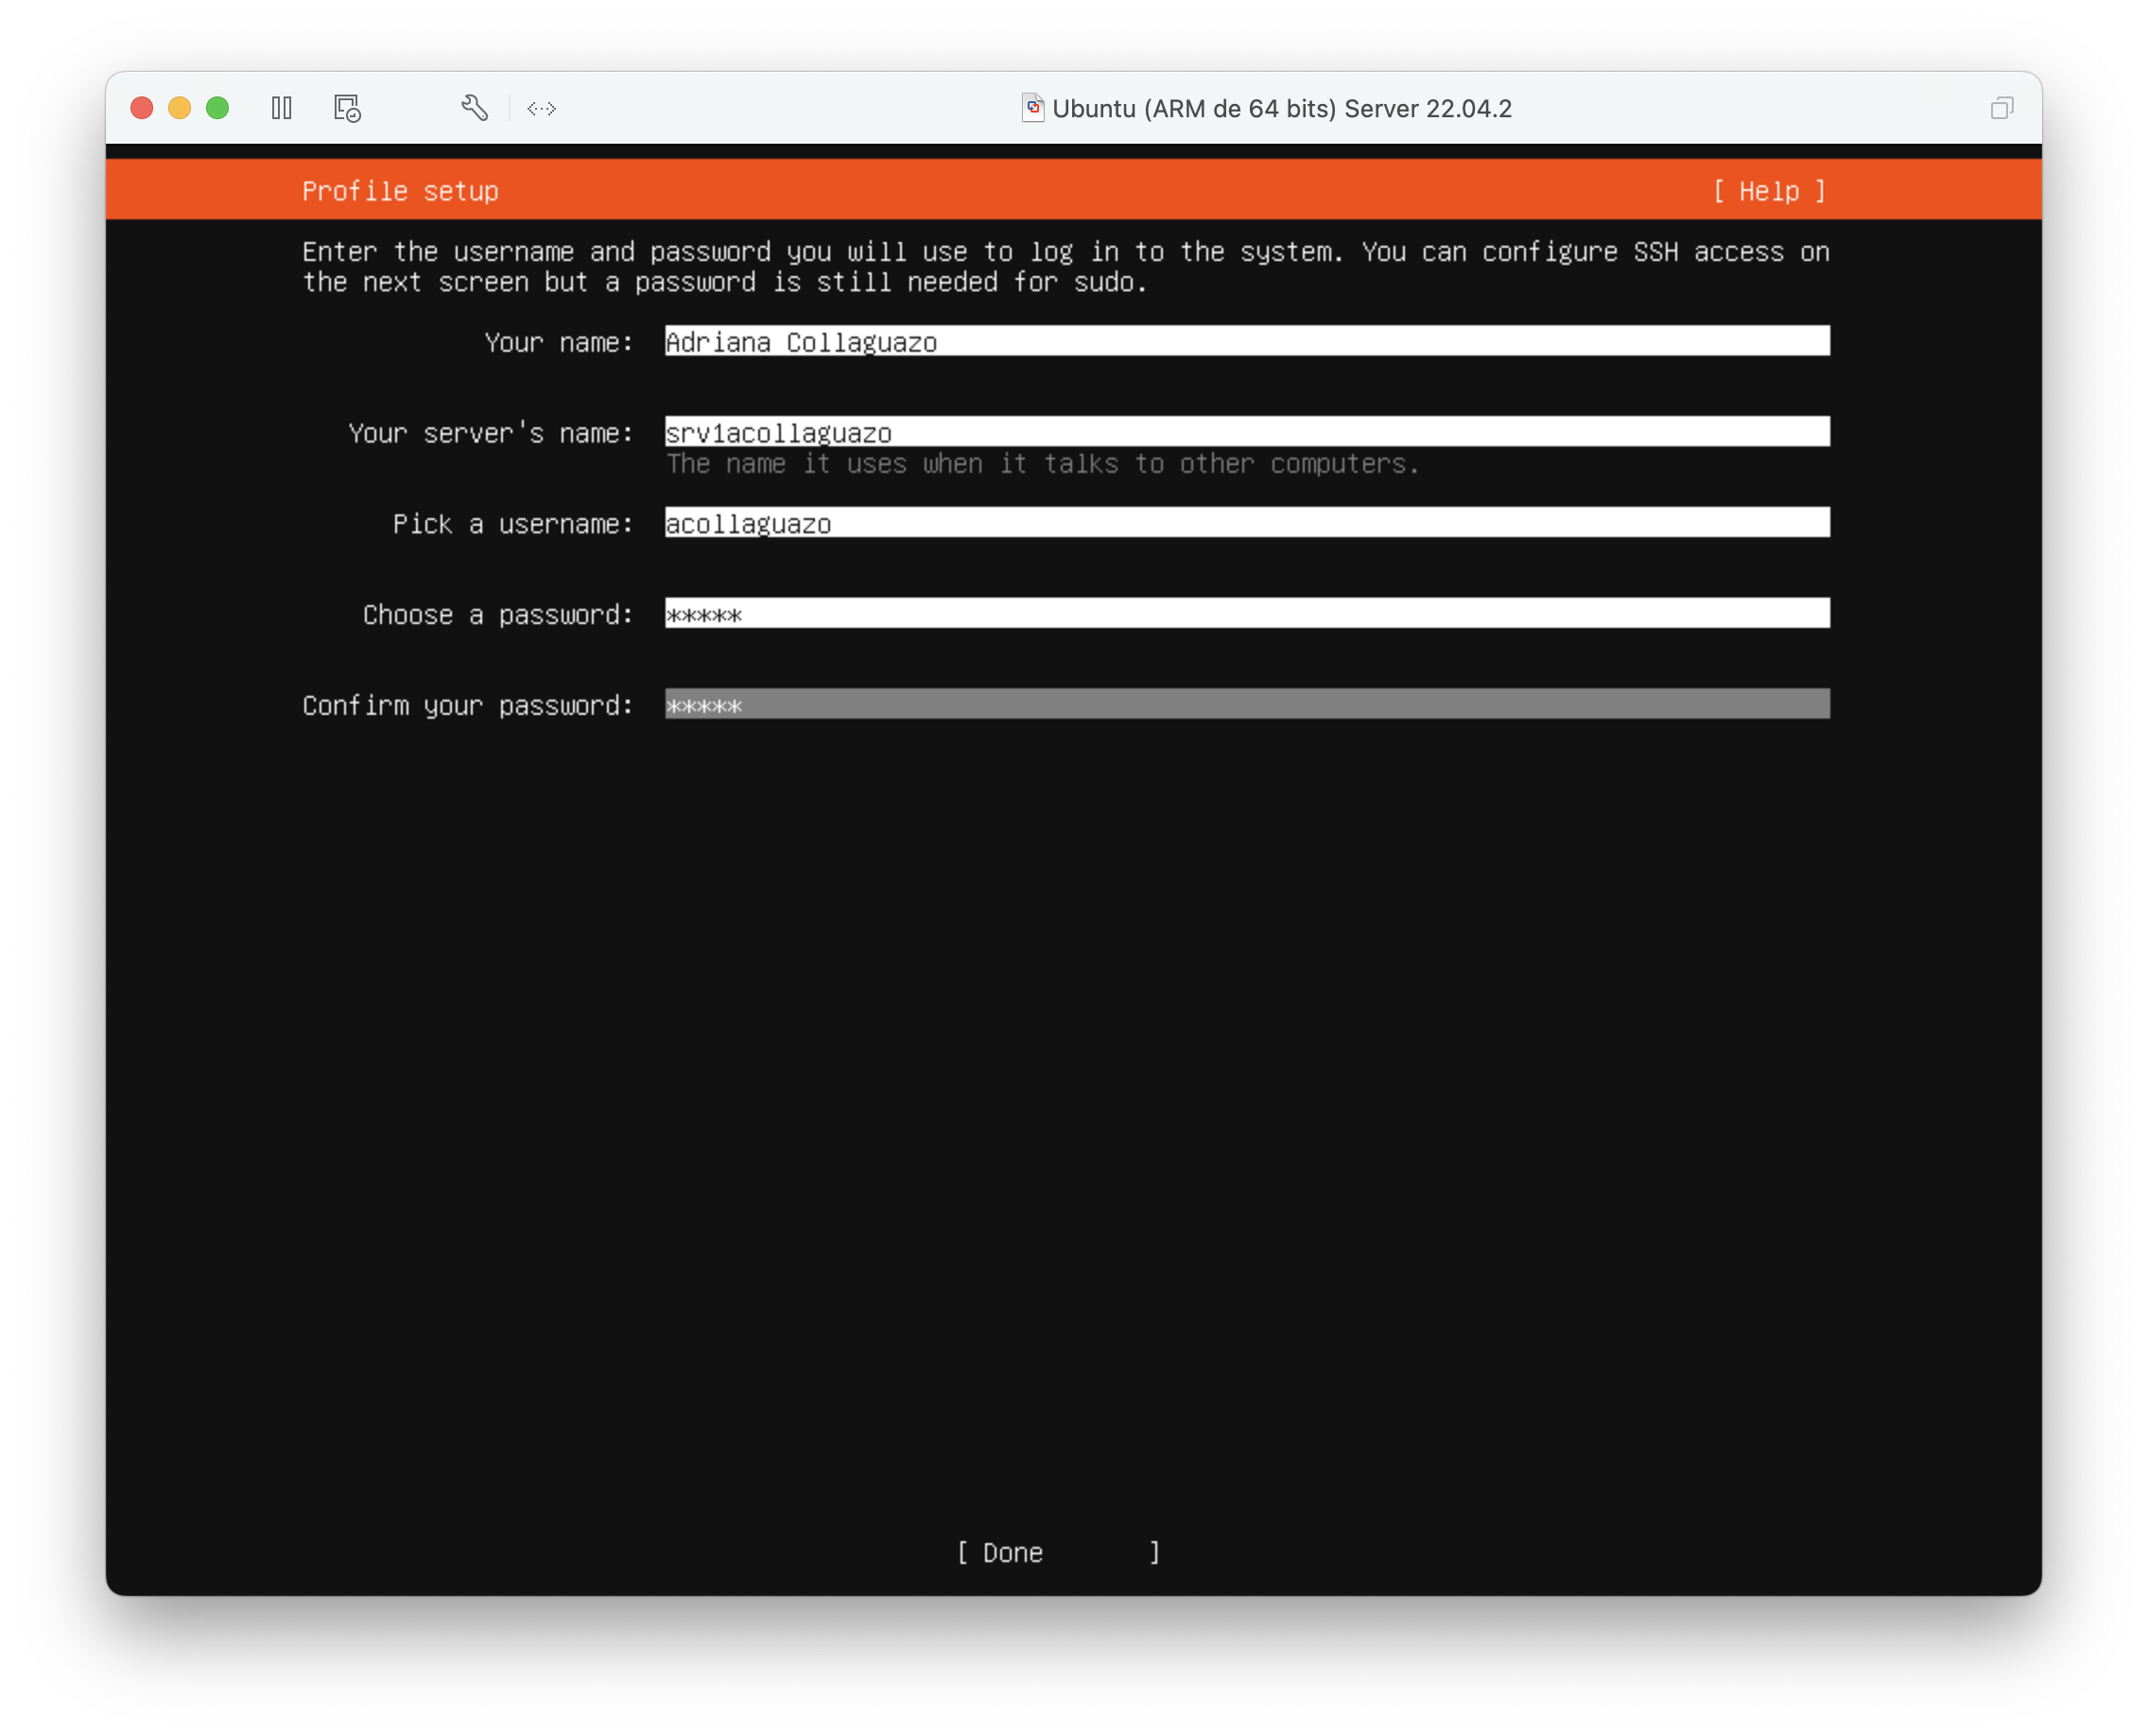 Ubuntu (ARM de 64 bits) Server 22.04.2
Profile setup [ Help ]
Enter the username and password you will use to log in to the system. You can configure SSH access on
the next screen but a password is still needed for sudo.
Your name: Adriana Collaguazo
Your server's name: srv1acollaguazo
The name it uses when it talks to other computers.
Pick a username: acollaguazo
Choose a password: *****
Confirm your password: *****
[ Done ]